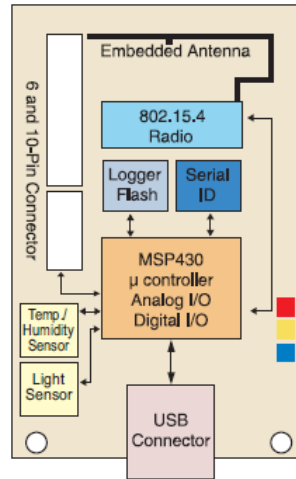 Embedded Antenna
6 and 10-Pin Connector
802.15.4
Radio
Logger
Flash
Serial
ID
MSP430
µ controller
Analog I/O
Digital I/O
Temp./
Humidity
Sensor
Light
Sensor
USB
Connector